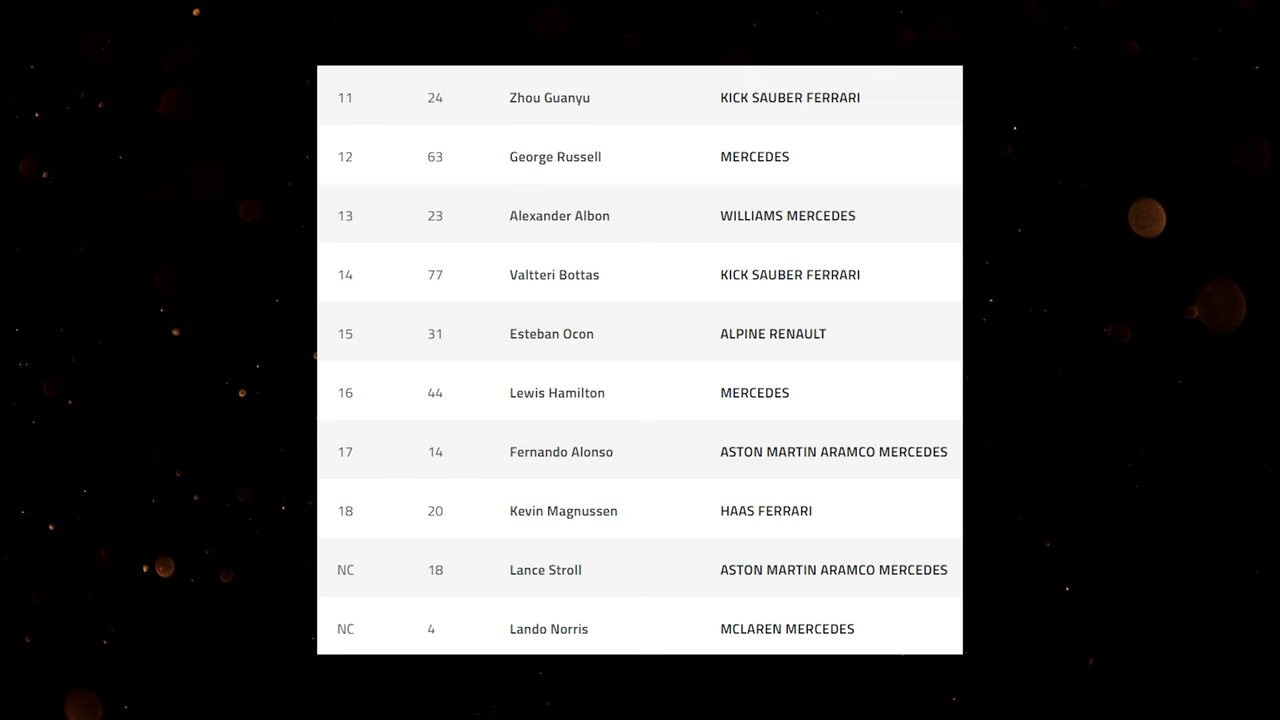 11 24 Zhou Guanyu KICK SAUBER FERRARI
12 63 George Russell MERCEDES
13 23 Alexander Albon WILLIAMS MERCEDES
14 77 Valtteri Bottas KICK SAUBER FERRARI
15 31 Esteban Ocon ALPINE RENAULT
16 44 Lewis Hamilton MERCEDES
17 14 Fernando Alonso ASTON MARTIN ARAMCO MERCEDES
18 20 Kevin Magnussen HAAS FERRARI
NC 18 Lance Stroll ASTON MARTIN ARAMCO MERCEDES
NC 4 Lando Norris MCLAREN MERCEDES